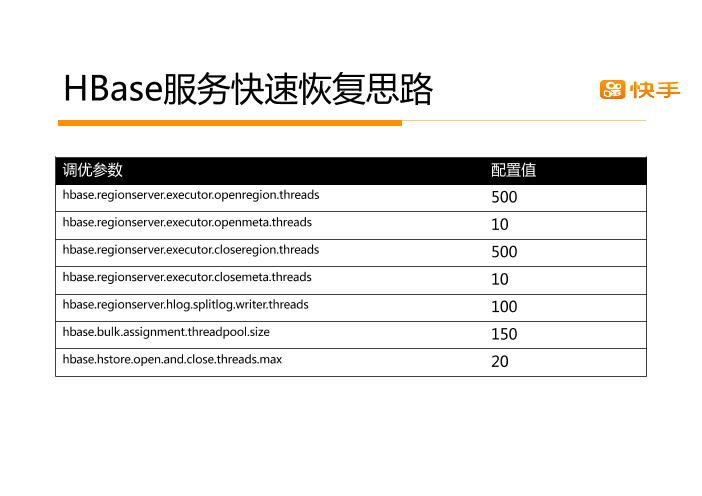 HBase服务快速恢复思路
快手
调优参数 配置值
hbase.regionserver.executor.openregion.threads 500
hbase.regionserver.executor.openmeta.threads 10
hbase.regionserver.executor.closeregion.threads 500
hbase.regionserver.executor.closemeta.threads 10
hbase.regionserver.hlog.splitlog.writer.threads 100
hbase.bulk.assignment.threadpool.size 150
hbase.hstore.open.and.close.threads.max 20